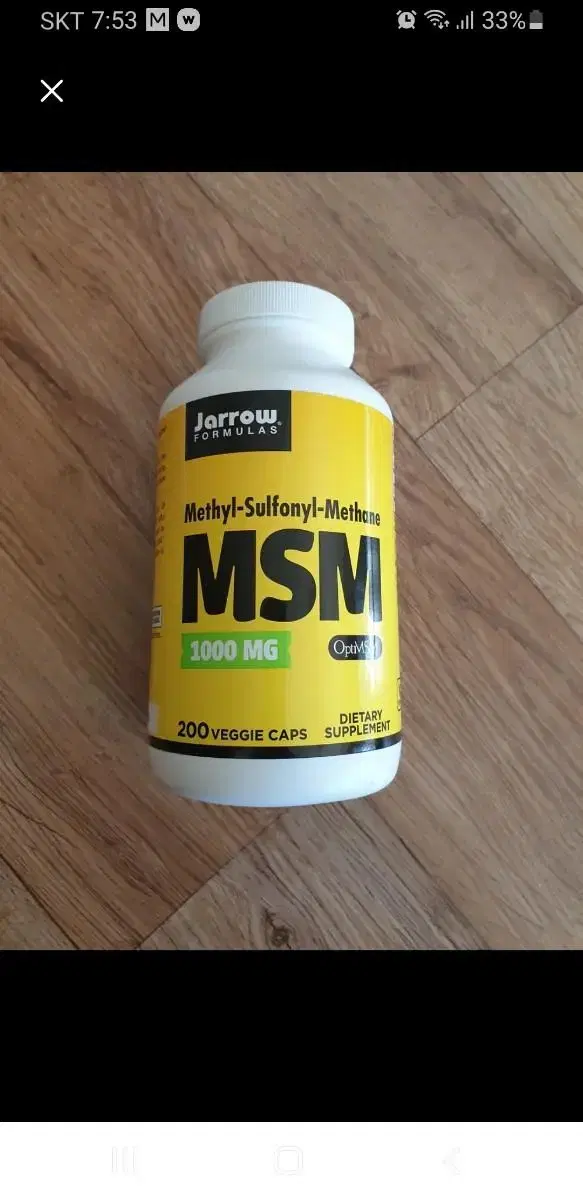 SKT 7:53 M W 33%
Jarrow
FORMULAS
Methyl-Sulfonyl-Methane
MSM
1000 MG
200 VEGGIE CAPS
DIETARY
SUPPLEMENT